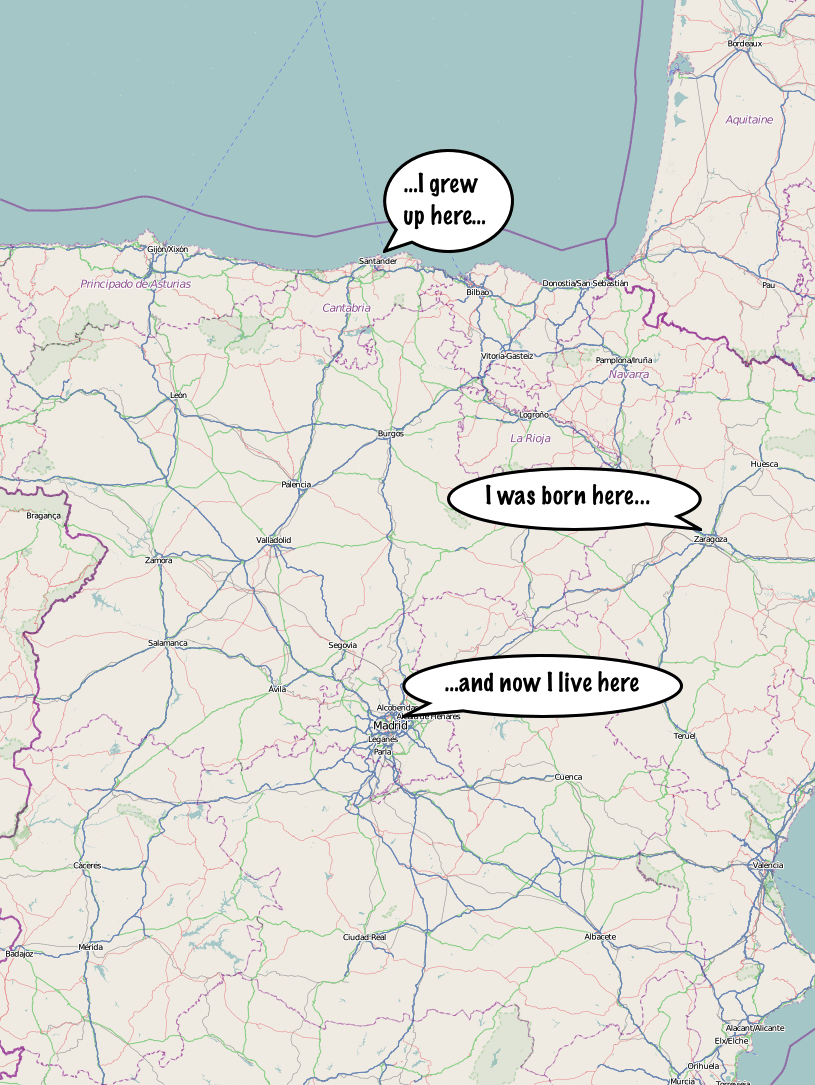 Bordeaux
Aquitaine
...I grew
up here...
Gijón/Xixón
Santander
Principado de Asturias
Donostia/San Sebastián
Pau
Bilbao
Cantabria
Vitoria-Gasteiz
Pamplona/Iruña
Navarra
León
Logroño
Burgos
La Rioja
Huesca
Palencia
I was born here...
Bragança
Valladolid
Zaragoza
Zamora
Salamanca
Segovia
...and now I live here
Ávila
Alcobendas
de Henares
Madrid
Leganés
Teruel
Parla
Cuenca
Cáceres
Valencia
Ciudad Real
Albacete
Mérida
Badajoz
Alacant/Alicante
Elx/Elche
Orihuela
Murcia
Torrevieja